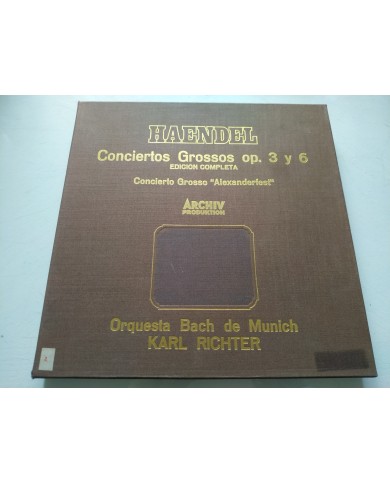 HAENDEL
Conciertos Grossos op. 3 y 6
EDICION COMPLETA
Concierto Grosso "Alexanderfest"
ARCHIV
PRODUKTION
Orquesta Bach de Munich
KARL RICHTER